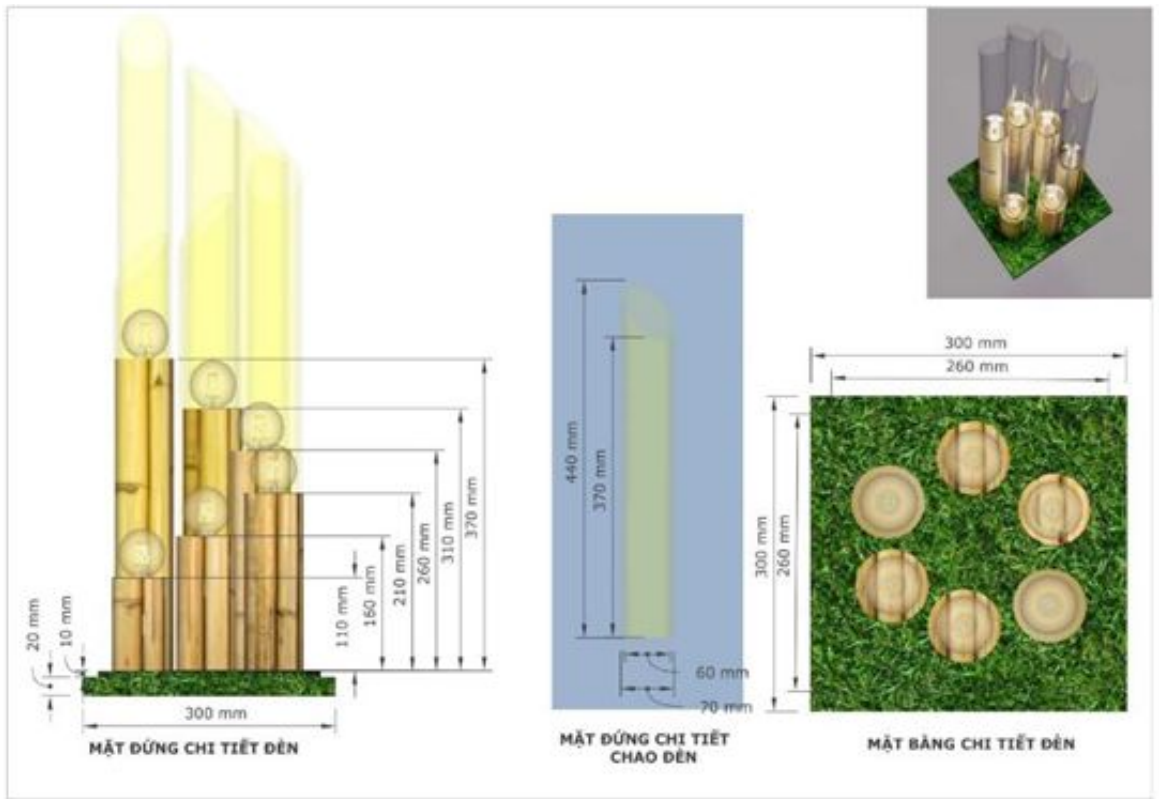 20 mm
10 mm
110 mm
160 mm
210 mm
260 mm
310 mm
370 mm
300 mm
MẶT ĐỨNG CHI TIẾT ĐÈN
440 mm
370 mm
60 mm
70 mm
MẶT ĐỨNG CHI TIẾT
CHAO ĐÈN
300 mm
260 mm
300 mm
260 mm
MẶT BẰNG CHI TIẾT ĐÈN